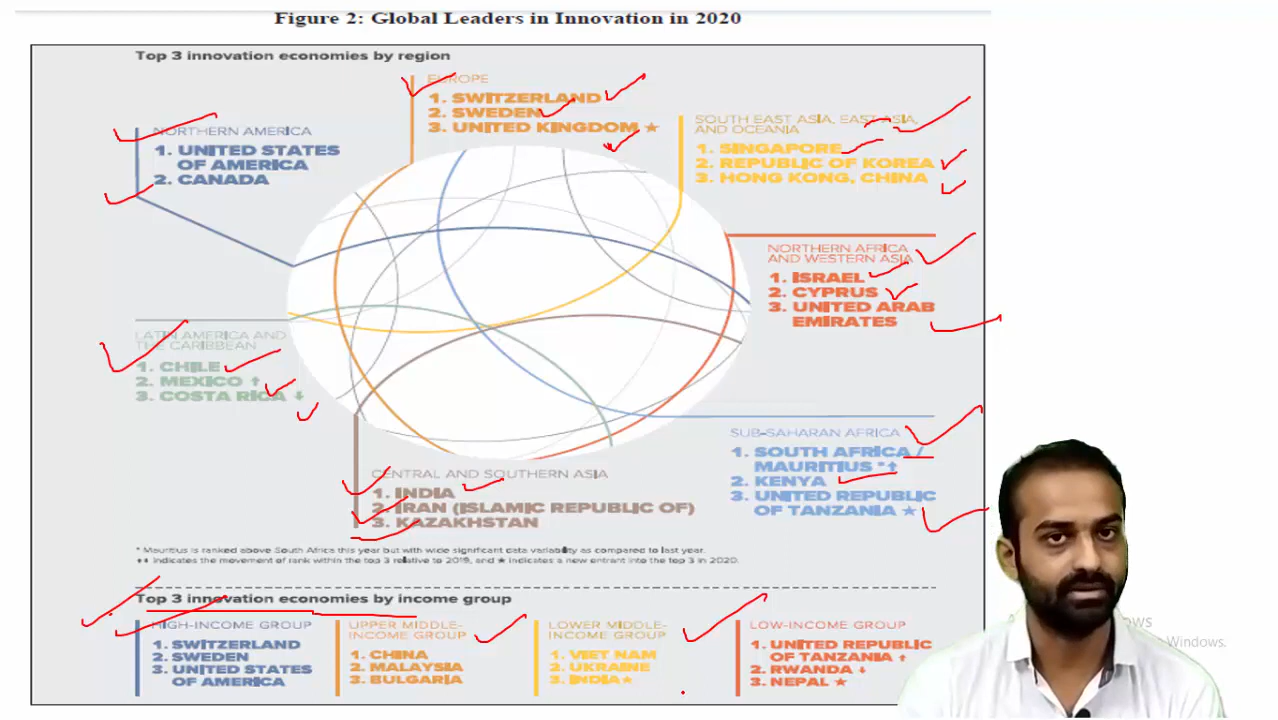 Figure 2: Global Leaders in Innovation in 2020
Top 3 innovation economies by region
EUROPE
1. SWITZERLAND
2. SWEDEN
3. UNITED KINGDOM ★
NORTHERN AMERICA
1. UNITED STATES
OF AMERICA
2. CANADA
SOUTH EAST ASIA, EAST ASIA,
AND OCEANIA
1. SINGAPORE
2. REPUBLIC OF KOREA
3. HONG KONG, CHINA
NORTHERN AFRICA
AND WESTERN ASIA
1. ISRAEL
2. CYPRUS
3. UNITED ARAB
EMIRATES
LATIN AMERICA AND
THE CARIBBEAN
1. CHILE
2. MEXICO ↑
3. COSTA RICA ↓
SUB-SAHARAN AFRICA
1. SOUTH AFRICA /
MAURITIUS *↑
2. KENYA
3. UNITED REPUBLIC
OF TANZANIA ★
CENTRAL AND SOUTHERN ASIA
1. INDIA
2. IRAN (ISLAMIC REPUBLIC OF)
3. KAZAKHSTAN
* Mauritius is ranked above South Africa this year but with wide significant data variability as compared to last year.
indicates the movement of rank within the top 3 relative to 2019, and ★ indicates a new entrant into the top 3 in 2020.
Top 3 innovation economies by income group
HIGH-INCOME GROUP
1. SWITZERLAND
2. SWEDEN
3. UNITED STATES
OF AMERICA
UPPER MIDDLE-
INCOME GROUP
1. CHINA
2. MALAYSIA
3. BULGARIA
LOWER MIDDLE-
INCOME GROUP
1. VIET NAM
2. UKRAINE
3. INDIA ★
LOW-INCOME GROUP
1. UNITED REPUBLIC
OF TANZANIA ↑
2. RWANDA ↓
3. NEPAL ★
Windows.